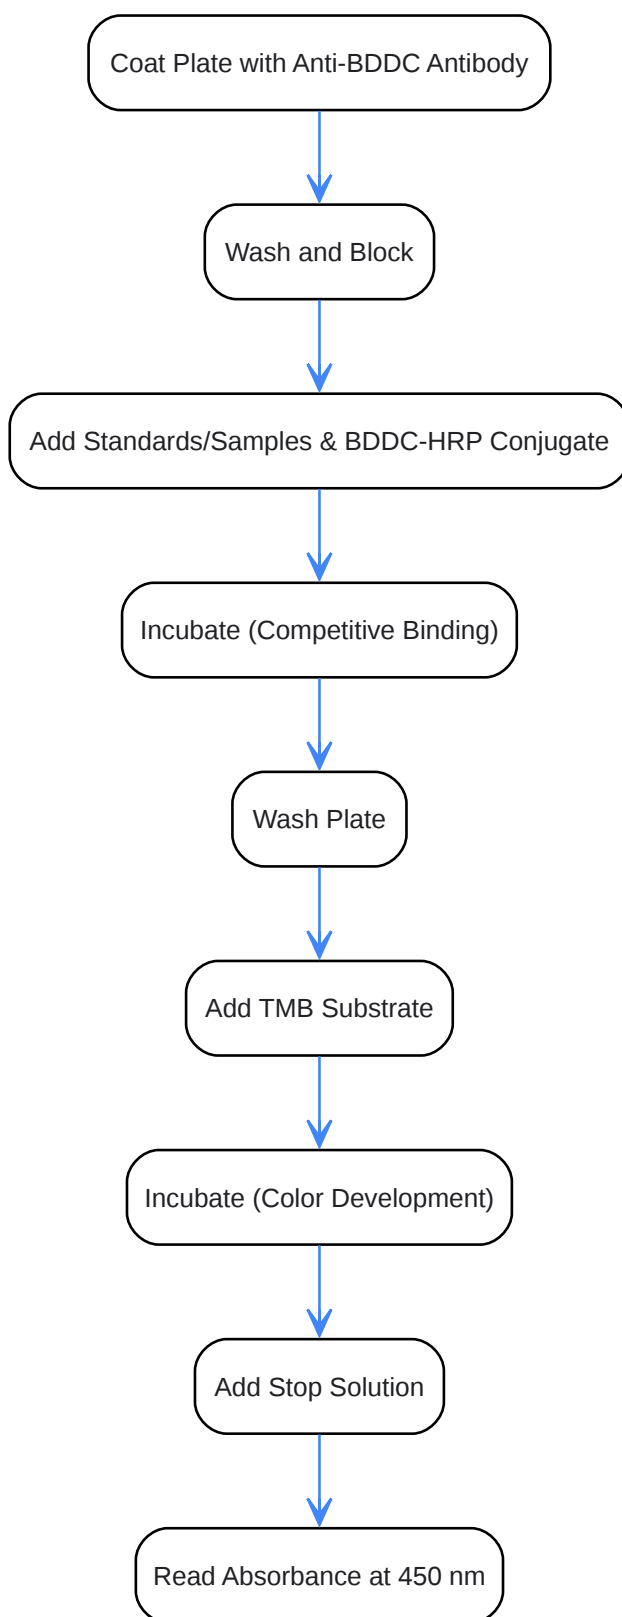 Coat Plate with Anti-BDDC Antibody
Wash and Block
Add Standards/Samples & BDDC-HRP Conjugate
Incubate (Competitive Binding)
Wash Plate
Add TMB Substrate
Incubate (Color Development)
Add Stop Solution
Read Absorbance at 450 nm